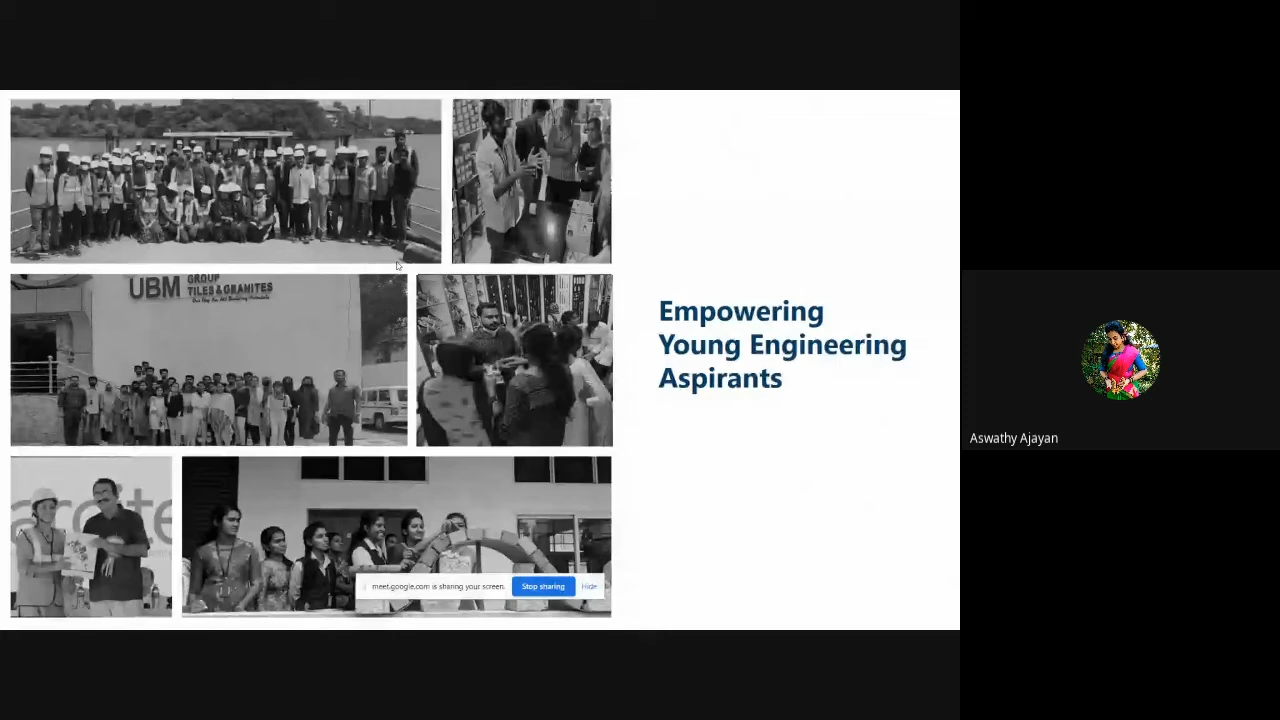 UBM GROUP
TILES & GRANITES
Empowering
Young Engineering
Aspirants
Aswathy Ajayan
meet.google.com is sharing your screen.
Stop sharing
Hide